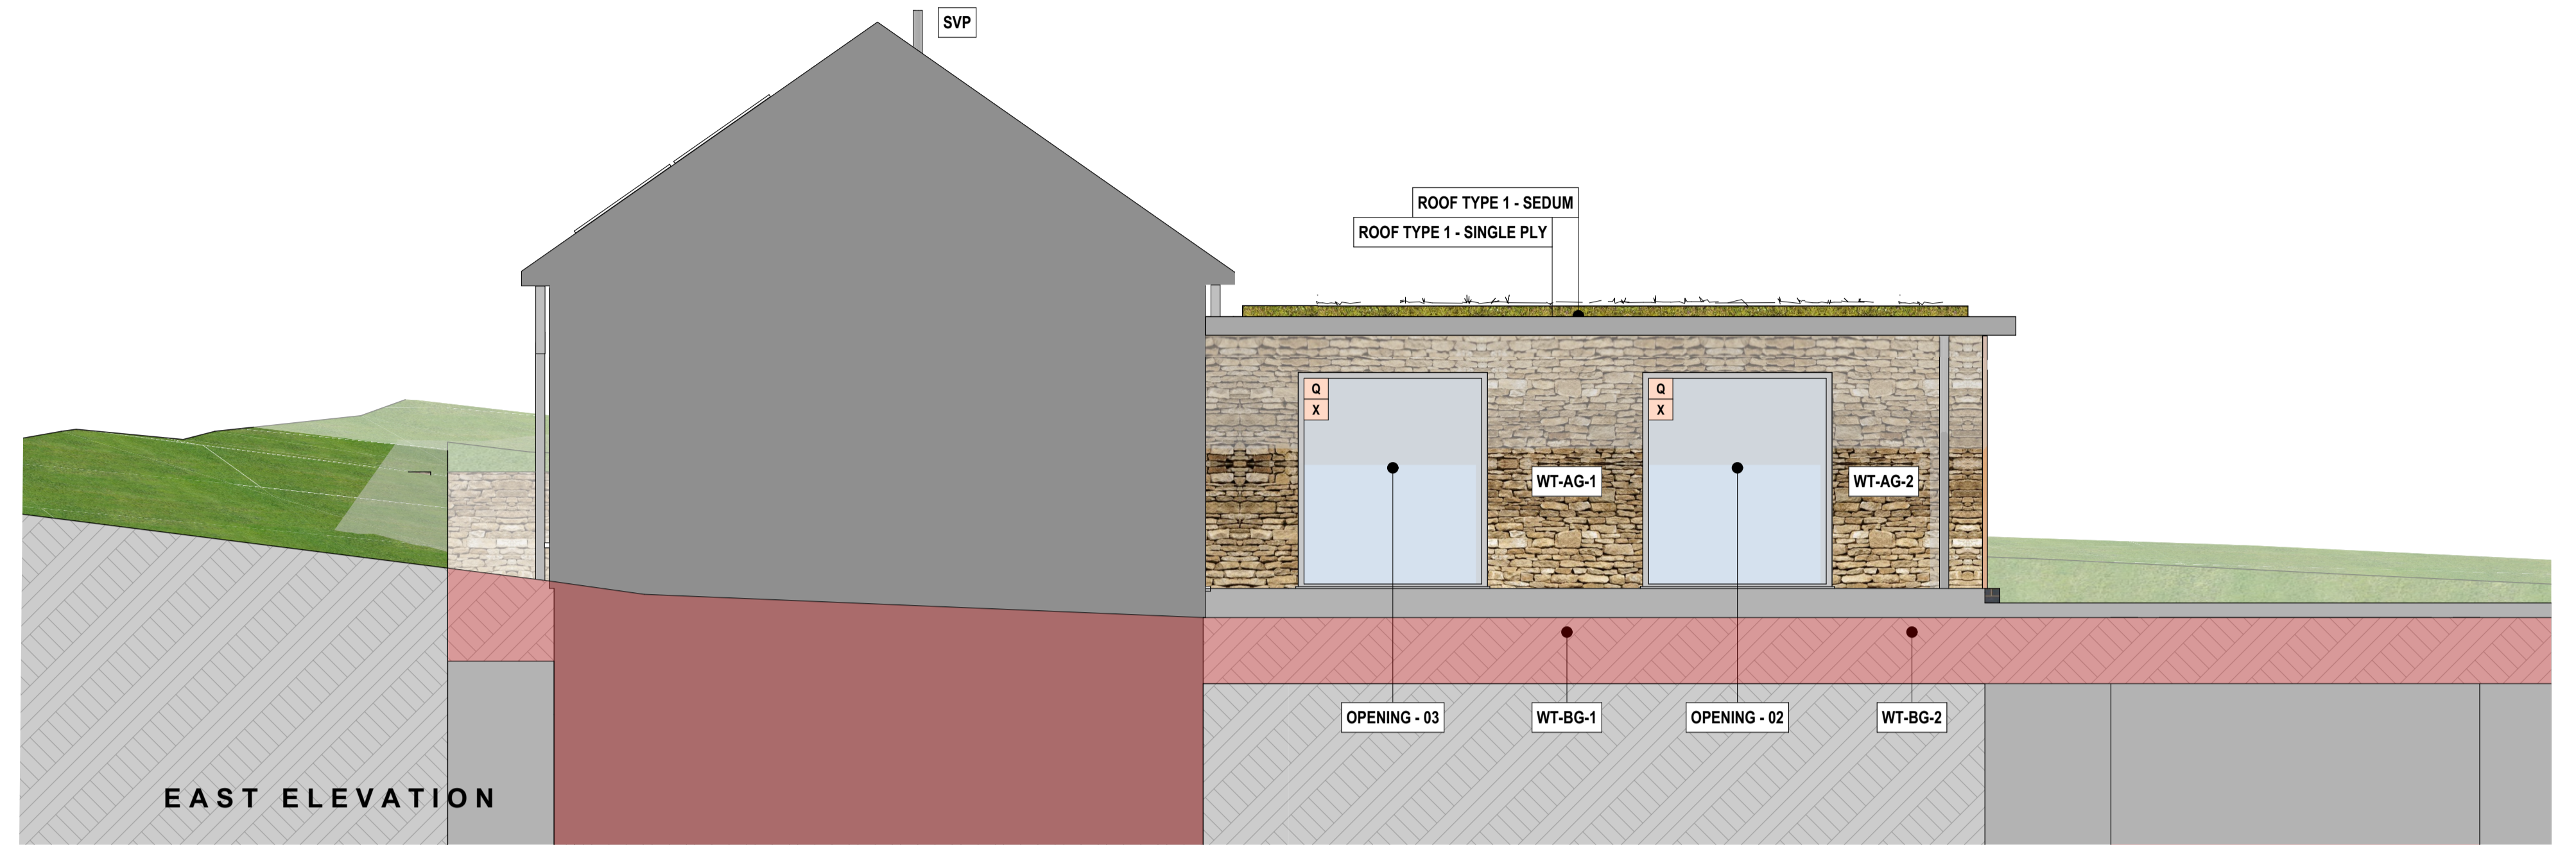 SVP
ROOF TYPE 1 - SEDUM
ROOF TYPE 1 - SINGLE PLY
Q
X
Q
X
WT-AG-1
WT-AG-2
OPENING - 03
WT-BG-1
OPENING - 02
WT-BG-2
EAST ELEVATION